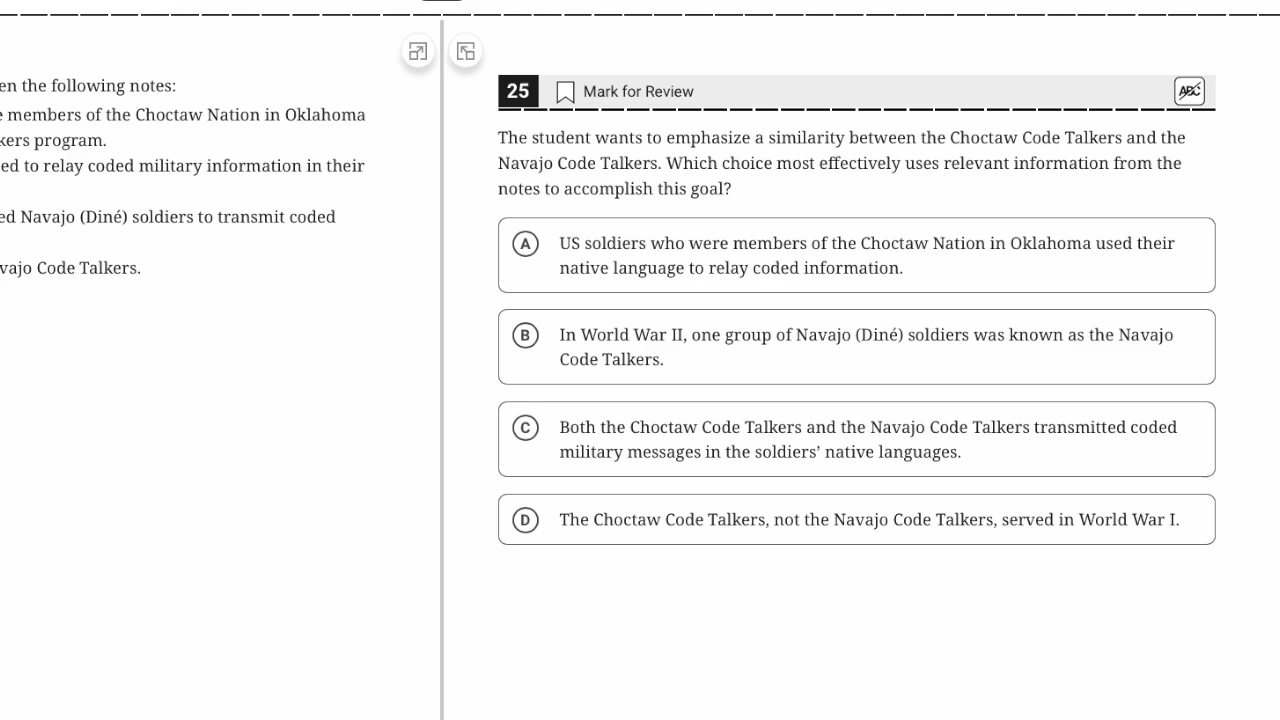 en the following notes:
members of the Choctaw Nation in Oklahoma
kers program.
ed to relay coded military information in their
ed Navajo (Diné) soldiers to transmit coded
vajo Code Talkers.
25 Mark for Review ABC
The student wants to emphasize a similarity between the Choctaw Code Talkers and the
Navajo Code Talkers. Which choice most effectively uses relevant information from the
notes to accomplish this goal?
A US soldiers who were members of the Choctaw Nation in Oklahoma used their
native language to relay coded information.
B In World War II, one group of Navajo (Diné) soldiers was known as the Navajo
Code Talkers.
C Both the Choctaw Code Talkers and the Navajo Code Talkers transmitted coded
military messages in the soldiers’ native languages.
D The Choctaw Code Talkers, not the Navajo Code Talkers, served in World War I.